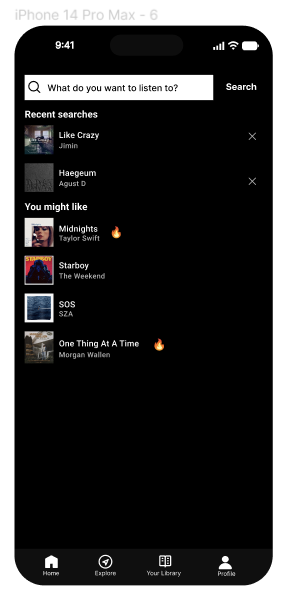 iPhone 14 Pro Max - 6
9:41
What do you want to listen to?
Search
Recent searches
Like Crazy
Jimin
Haegeum
Agust D
You might like
Midnights
Taylor Swift
STARBOY
Starboy
The Weekend
SOS
SZA
One Thing At A Time
Morgan Wallen
Home
Explore
Your Library
Profile